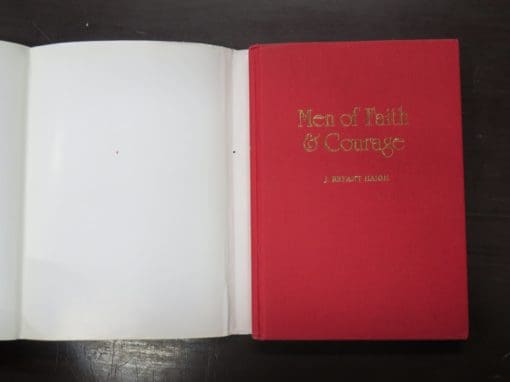 Men of Faith
& Courage
J. BRYANT HAIGH